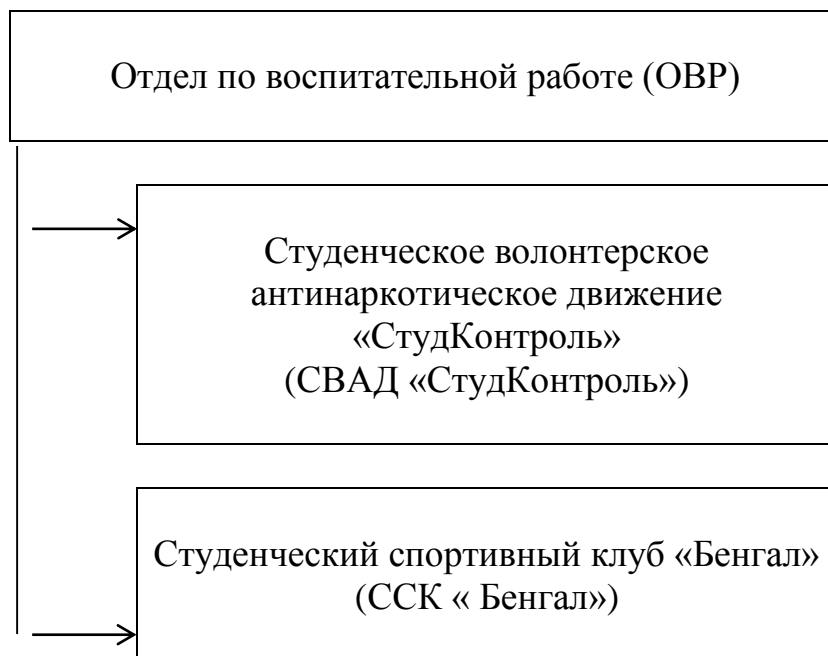 Отдел по воспитательной работе (ОВР)
Студенческое волонтерское
антинаркотическое движение
«СтудКонтроль»
(СВАД «СтудКонтроль»)
Студенческий спортивный клуб «Бенгал»
(ССК « Бенгал»)